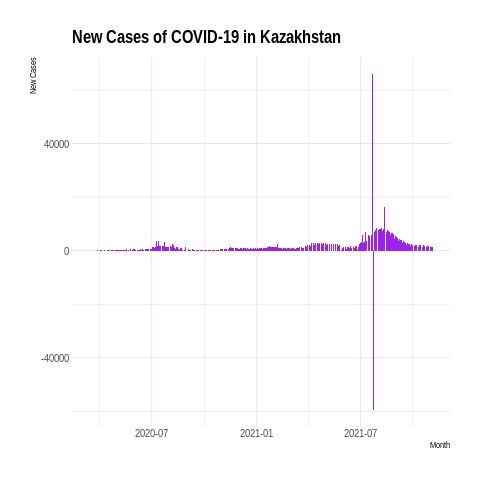 New Cases of COVID-19 in Kazakhstan
New Cases
40000
0
-40000
2020-07
2021-01
2021-07
Month